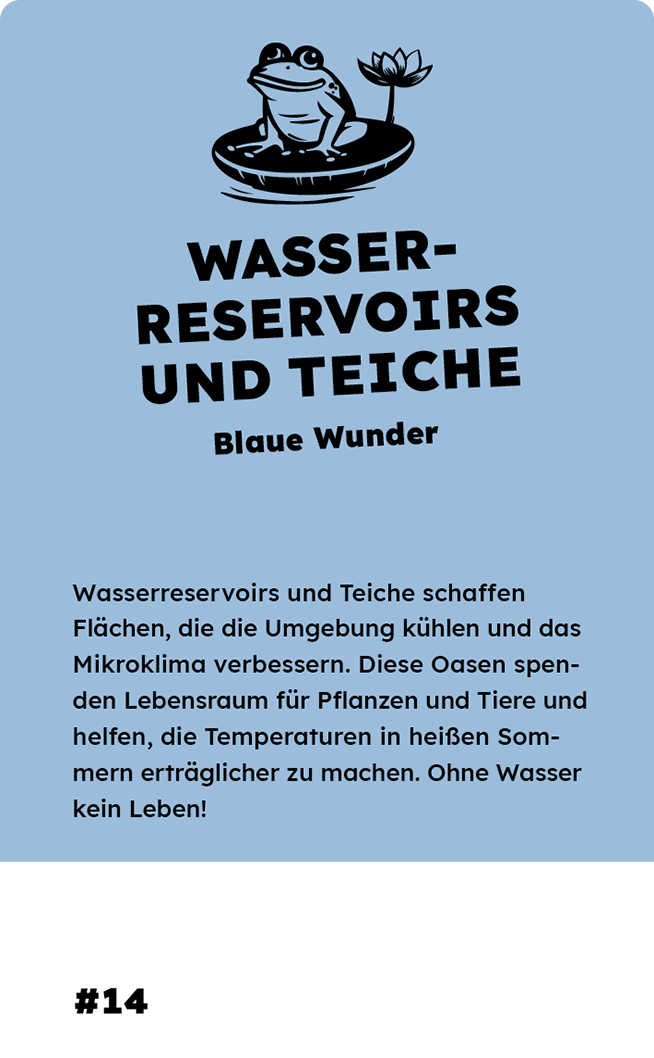 WASSER-
RESERVOIRS
UND TEICHE
Blaue Wunder
Wasserreservoirs und Teiche schaffen
Flächen, die die Umgebung kühlen und das
Mikroklima verbessern. Diese Oasen spen-
den Lebensraum für Pflanzen und Tiere und
helfen, die Temperaturen in heißen Som-
mern erträglicher zu machen. Ohne Wasser
kein Leben!
#14